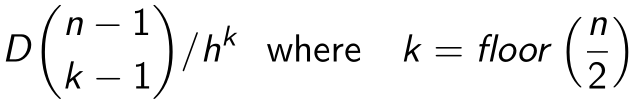 D\binom{n-1}{k-1}/h^k where k = floor\left(\frac{n}{2}\right)